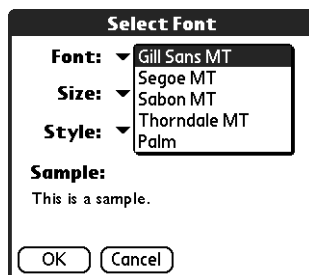 Select Font
Font: Gill Sans MT
Segoe MT
Size: Sabon MT
Thorndale MT
Style: Palm
Sample:
This is a sample.
OK Cancel